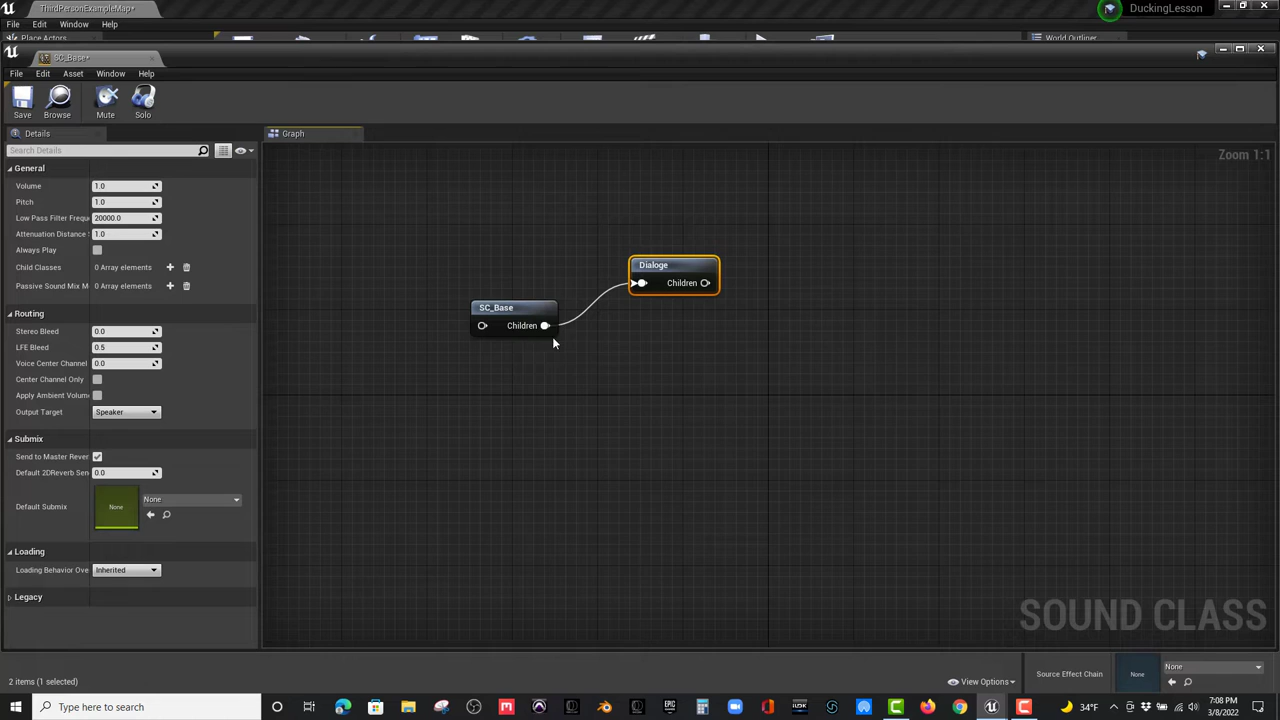 ThirdPersonExampleMap*
DuckingLesson
File Edit Window Help
Place Actors
World Outliner
SC_Base*
File Edit Asset Window Help
Save Browse Mute Solo
Details
Graph
Search Details
Zoom 1:1
General
Volume 1.0
Pitch 1.0
Low Pass Filter Frequ 20000.0
Attenuation Distance 1.0
Always Play
Child Classes 0 Array elements
Passive Sound Mix M 0 Array elements
Routing
Stereo Bleed 0.0
LFE Bleed 0.5
Voice Center Channel 0.0
Center Channel Only
Apply Ambient Volum
Output Target Speaker
Submix
Send to Master Rever
Default 2DReverb Sen 0.0
None
Default Submix None
Loading
Loading Behavior Ove Inherited
Legacy
Dialoge
Children
SC_Base
Children
SOUND CLASS
2 items (1 selected)
View Options
Source Effect Chain None None
Type here to search
34°F
7:08 PM
3/8/2022